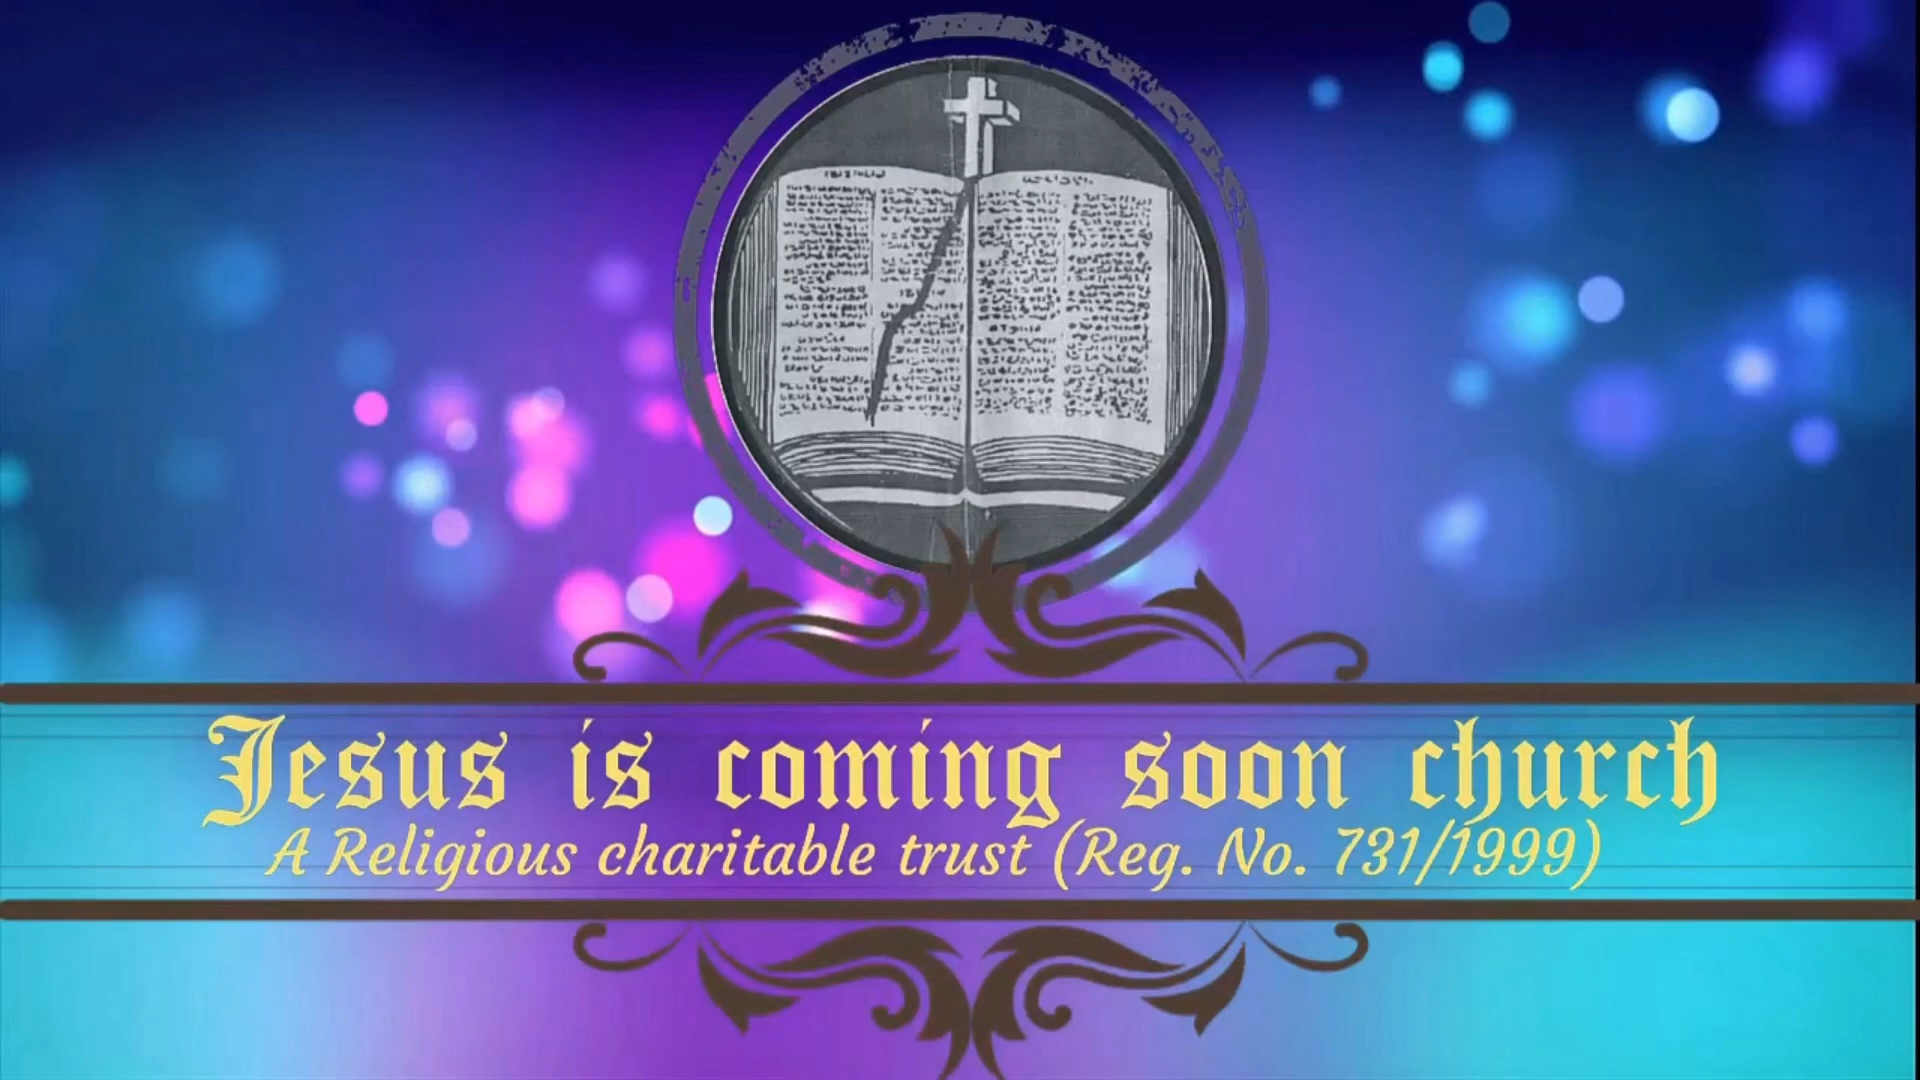 Jesus is coming soon church
A Religious charitable trust (Reg. No. 731/1999)